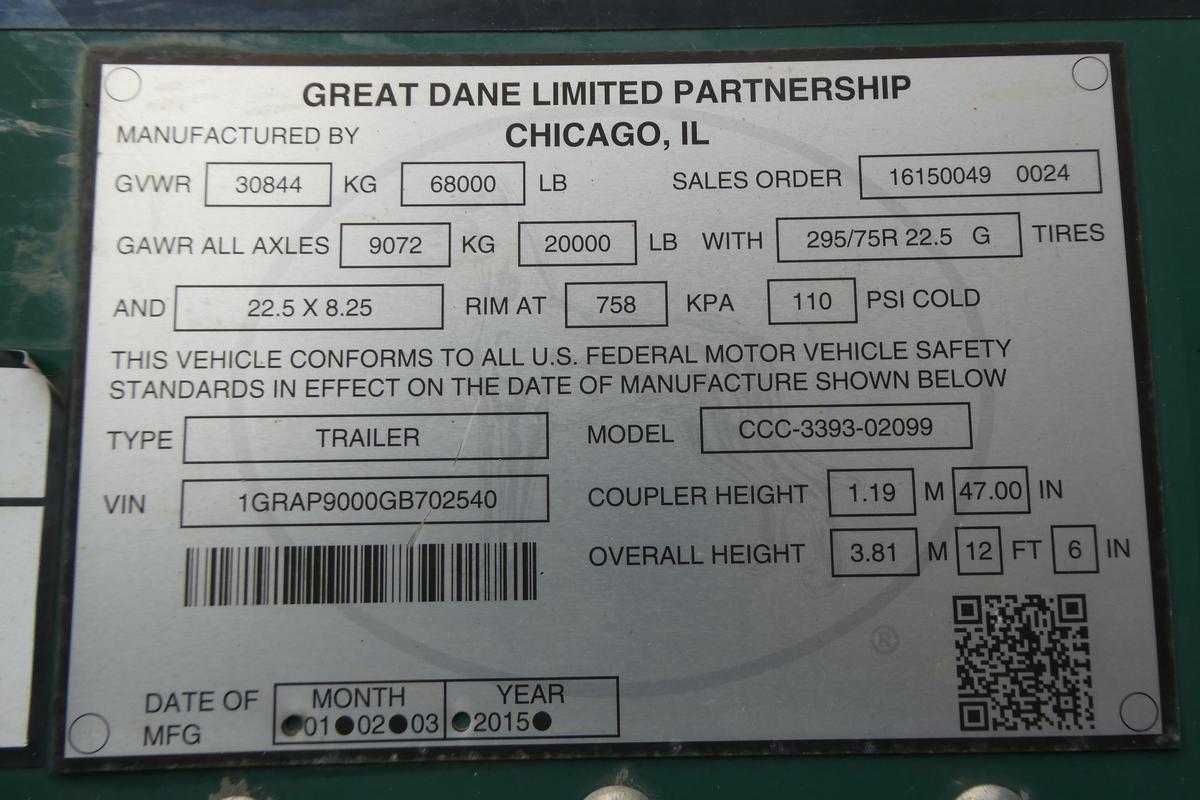 GREAT DANE LIMITED PARTNERSHIP
MANUFACTURED BY CHICAGO, IL
GVWR 30844 KG 68000 LB SALES ORDER 16150049 0024
GAWR ALL AXLES 9072 KG 20000 LB WITH 295/75R 22.5 G TIRES
AND 22.5 X 8.25 RIM AT 758 KPA 110 PSI COLD
THIS VEHICLE CONFORMS TO ALL U.S. FEDERAL MOTOR VEHICLE SAFETY
STANDARDS IN EFFECT ON THE DATE OF MANUFACTURE SHOWN BELOW
TYPE TRAILER MODEL CCC-3393-02099
VIN 1GRAP9000GB702540 COUPLER HEIGHT 1.19 M 47.00 IN
OVERALL HEIGHT 3.81 M 12 FT 6 IN
®
DATE OF MONTH YEAR
MFG ●01●02●03 ●2015●